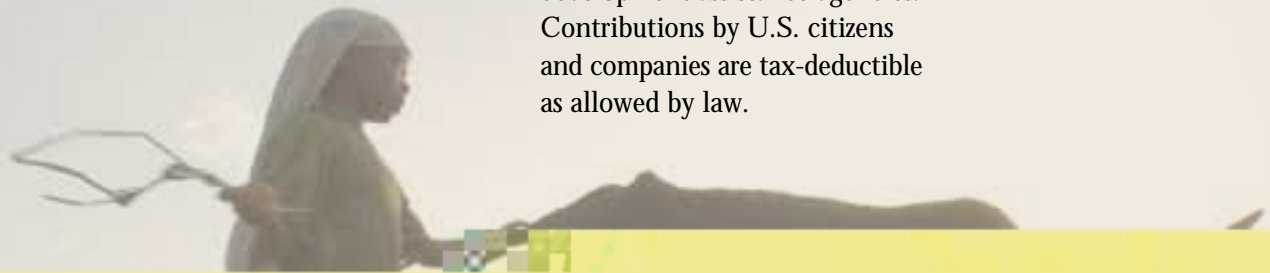 Contributions by U.S. citizens
and companies are tax-deductible
as allowed by law.